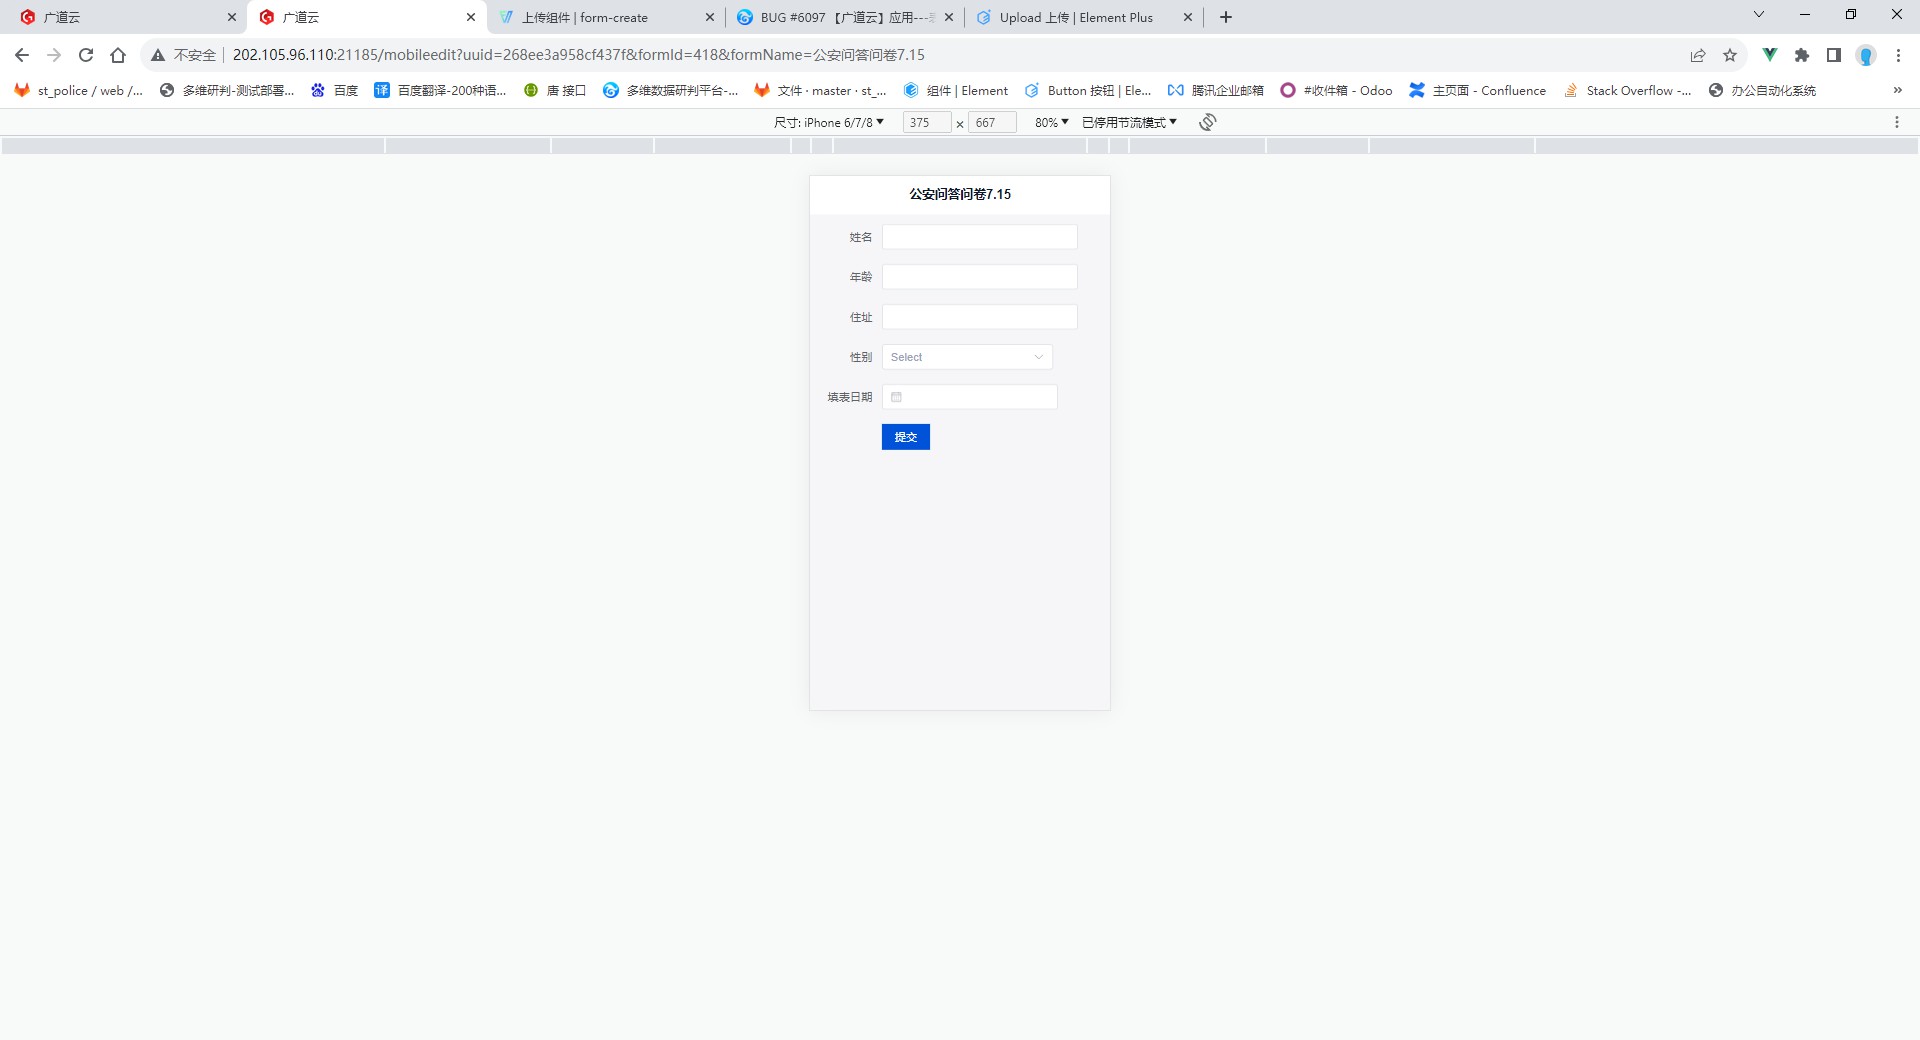 广道云
广道云
上传组件 | form-create
BUG #6097 【广道云】应用---
Upload 上传 | Element Plus
不安全
202.105.96.110:21185/mobileedit?uuid=268ee3a958cf437f&formId=418&formName=公安问答问卷7.15
st_police / web /...
多维研判-测试部署...
百度
译 百度翻译-200种语...
唐 接口
多维数据研判平台-...
文件 · master · st_...
组件 | Element
Button 按钮 | Ele...
腾讯企业邮箱
#收件箱 - Odoo
主页面 - Confluence
Stack Overflow -...
办公自动化系统
尺寸: iPhone 6/7/8
375 × 667
80%
已停用节流模式
公安问答问卷7.15
姓名
年龄
住址
性别 Select
填表日期
提交